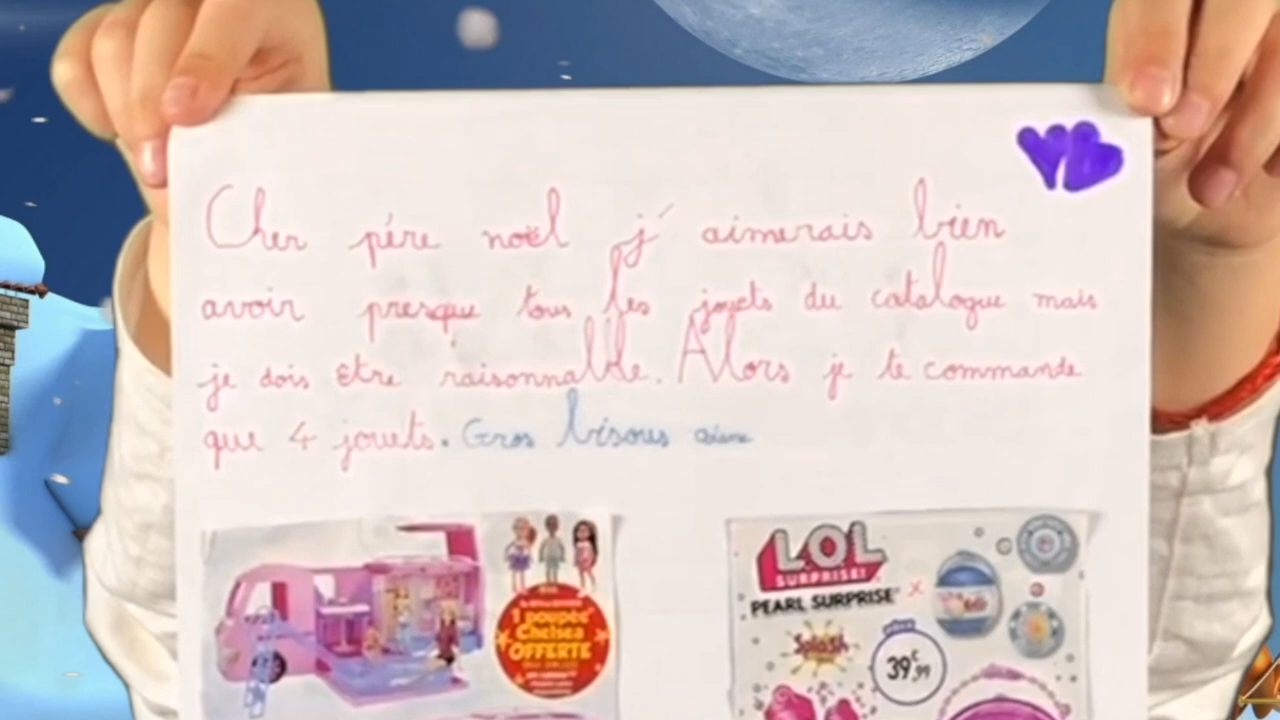 Cher père noël j'aimerais bien
avoir presque tous les jouets du catalogue mais
je dois etre raisonnable. Alors je te commande
que 4 jouets. Gros bisous
1 poupée
Chelsea
OFFERTE
L.O.L
SURPRISE!
PEARL SURPRISE
Splash
39€,99